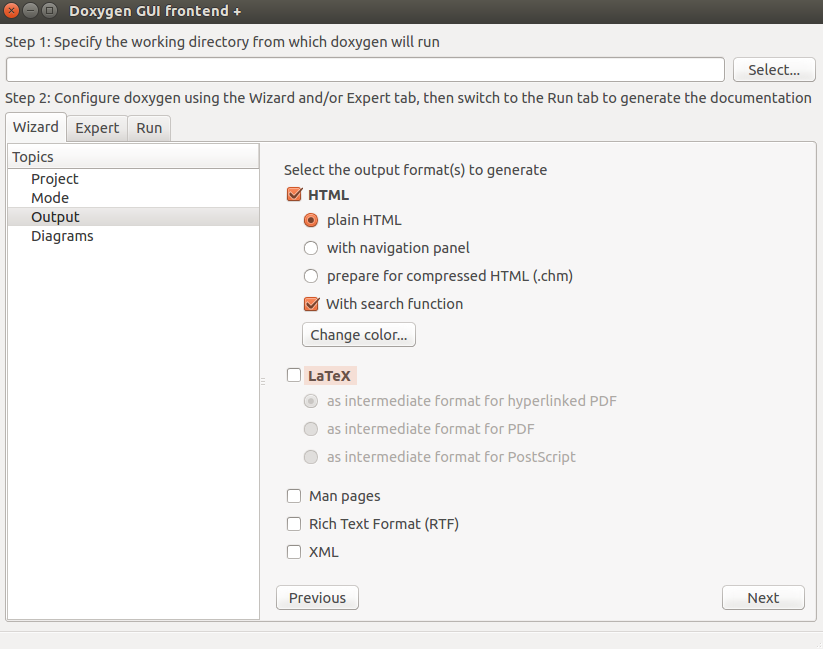 Doxygen GUI frontend +
Step 1: Specify the working directory from which doxygen will run
Select...
Step 2: Configure doxygen using the Wizard and/or Expert tab, then switch to the Run tab to generate the documentation
Wizard Expert Run
Topics
Project
Mode
Output
Diagrams
Select the output format(s) to generate
HTML
plain HTML
with navigation panel
prepare for compressed HTML (.chm)
With search function
Change color...
LaTeX
as intermediate format for hyperlinked PDF
as intermediate format for PDF
as intermediate format for PostScript
Man pages
Rich Text Format (RTF)
XML
Previous Next